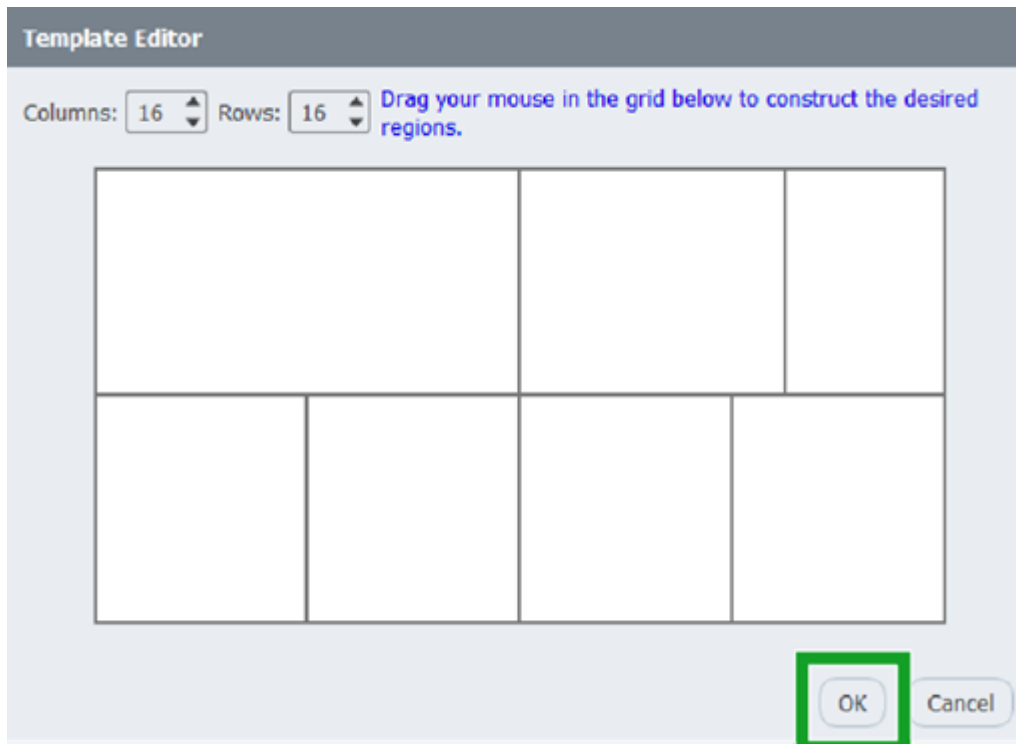 Template Editor
Columns: 16 Rows: 16 Drag your mouse in the grid below to construct the desired
regions.
OK Cancel